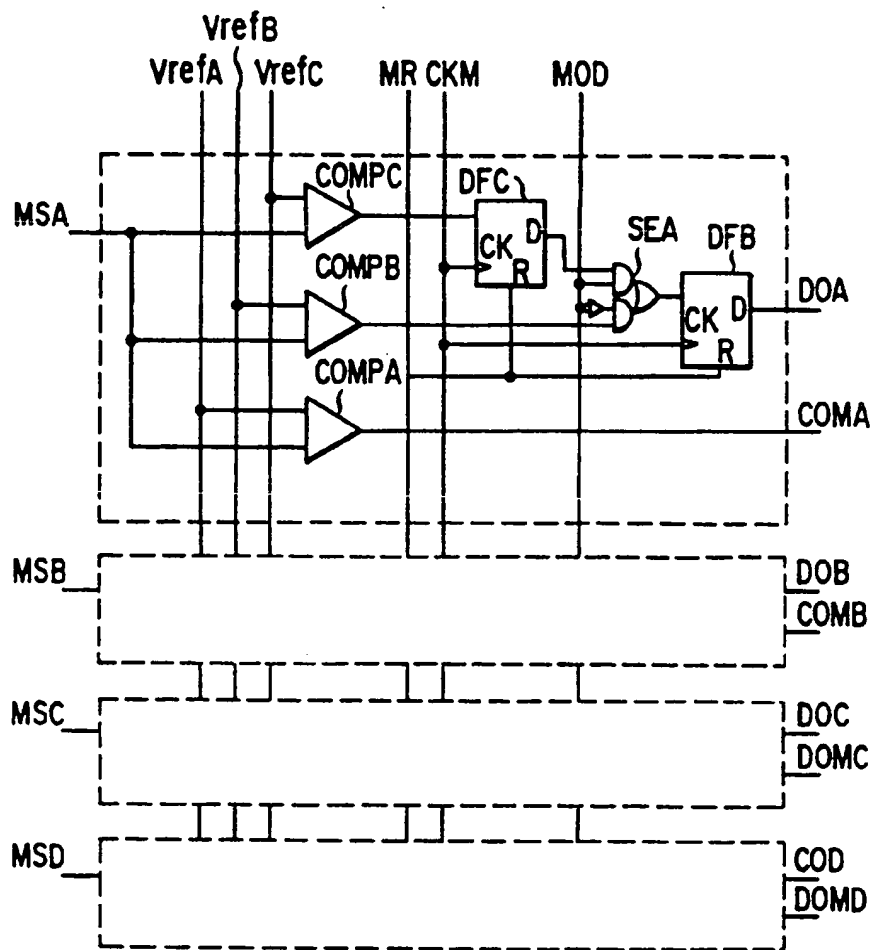 VrefB
VrefA VrefC MR CKM MOD
COMPC
DFC
MSA
D
SEA
CK
DFB
R
COMPB
DOA
D
CK
R
COMPA
COMA
MSB
DOB
COMB
MSC
DOC
DOMC
MSD
COD
DOMD